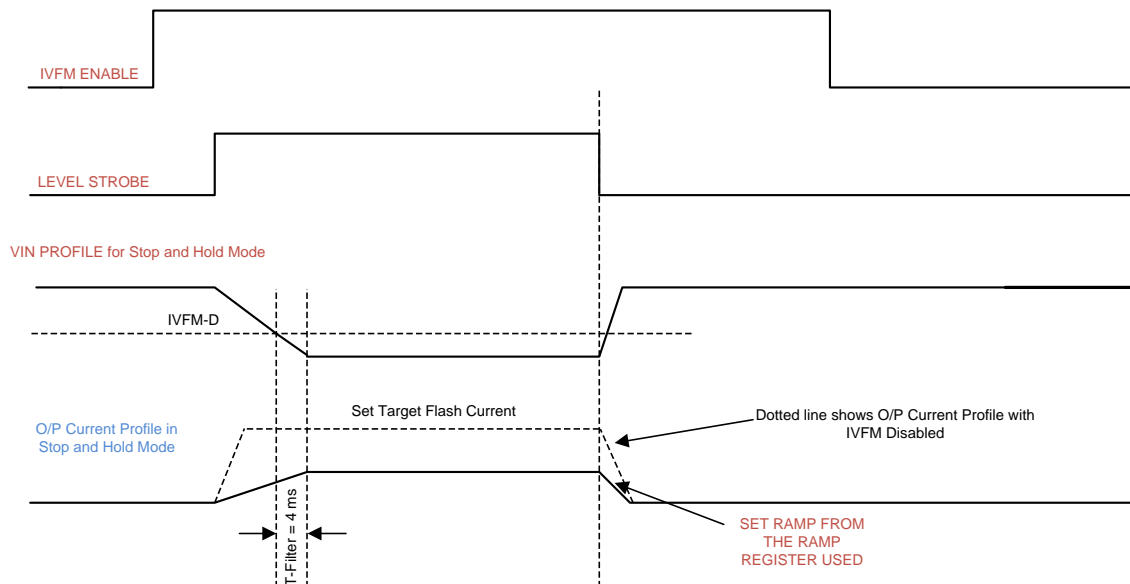 IVFM ENABLE
LEVEL STROBE
VIN PROFILE for Stop and Hold Mode
IVFM-D
O/P Current Profile in
Stop and Hold Mode
Set Target Flash Current
Dotted line shows O/P Current Profile with
IVFM Disabled
T-Filter = 4 ms
SET RAMP FROM
THE RAMP
REGISTER USED